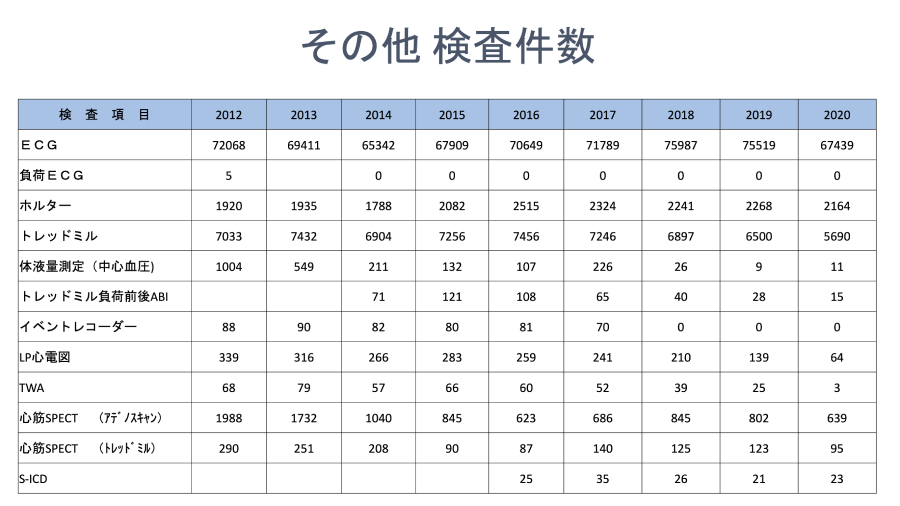 その他 検査件数
検　査　項　目 2012 2013 2014 2015 2016 2017 2018 2019 2020
ＥＣＧ 72068 69411 65342 67909 70649 71789 75987 75519 67439
負荷ＥＣＧ 5 0 0 0 0 0 0 0
ホルター 1920 1935 1788 2082 2515 2324 2241 2268 2164
トレッドミル 7033 7432 6904 7256 7456 7246 6897 6500 5690
体液量測定（中心血圧) 1004 549 211 132 107 226 26 9 11
トレッドミル負荷前後ABI 71 121 108 65 40 28 15
イベントレコーダー 88 90 82 80 81 70 0 0 0
LP心電図 339 316 266 283 259 241 210 139 64
TWA 68 79 57 66 60 52 39 25 3
心筋SPECT　（ｱﾃﾞﾉｽｷｬﾝ） 1988 1732 1040 845 623 686 845 802 639
心筋SPECT　（ﾄﾚｯﾄﾞﾐﾙ） 290 251 208 90 87 140 125 123 95
S-ICD 25 35 26 21 23